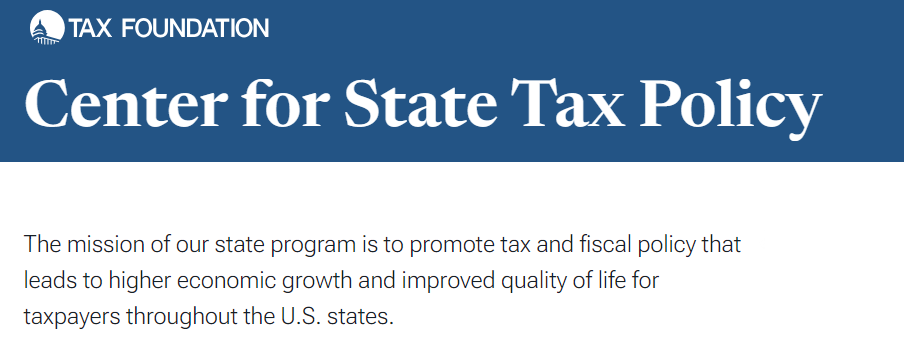 TAX FOUNDATION
Center for State Tax Policy
The mission of our state program is to promote tax and fiscal policy that
leads to higher economic growth and improved quality of life for
taxpayers throughout the U.S. states.